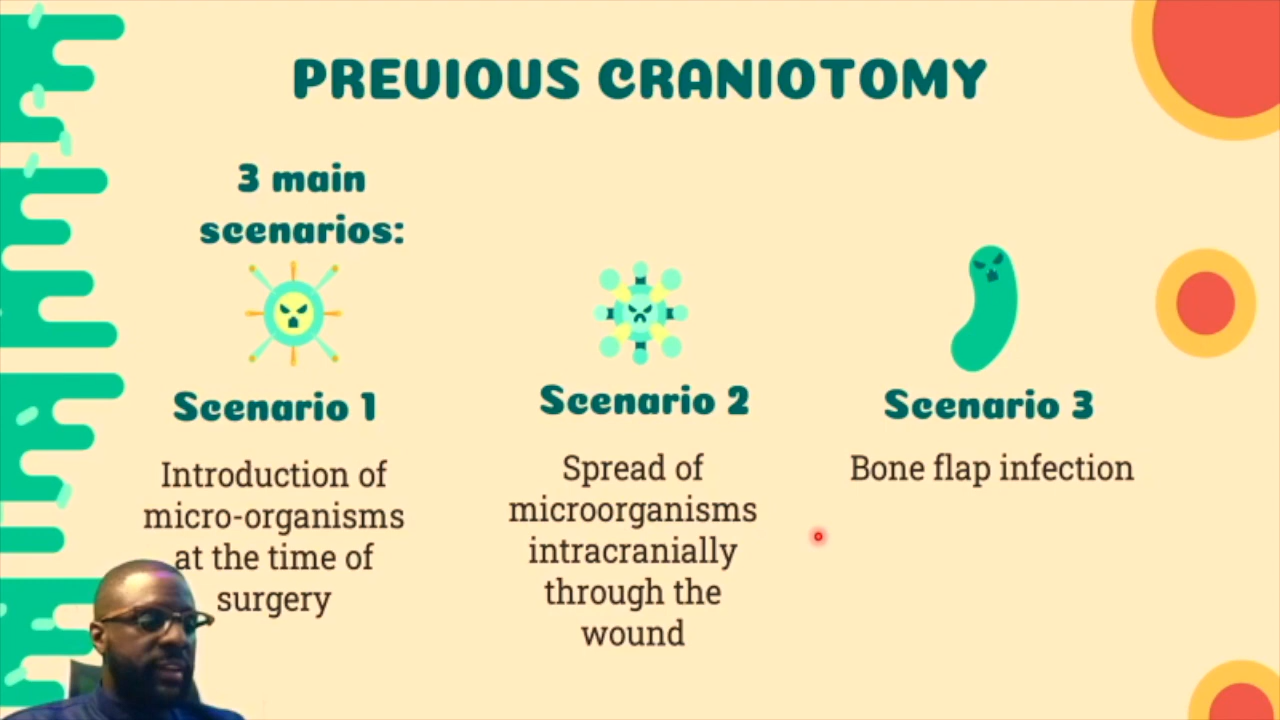 PREVIOUS CRANIOTOMY
3 main
scenarios:
Scenario 1
Introduction of
micro-organisms
at the time of
surgery
Scenario 2
Spread of
microorganisms
intracranially
through the
wound
Scenario 3
Bone flap infection